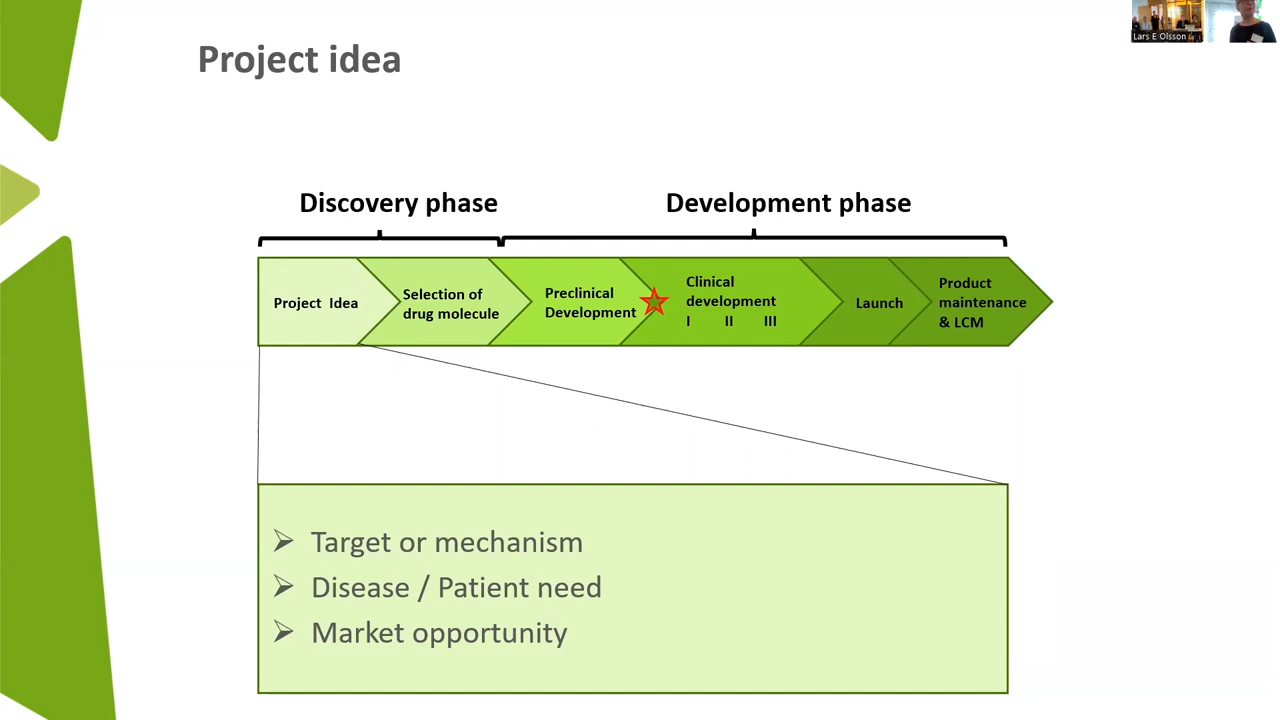 Lars E Olsson
Project idea
Discovery phase
Development phase
Project Idea
Selection of
drug molecule
Preclinical
Development
Clinical
development
I II III
Launch
Product
maintenance
& LCM
Target or mechanism
Disease / Patient need
Market opportunity